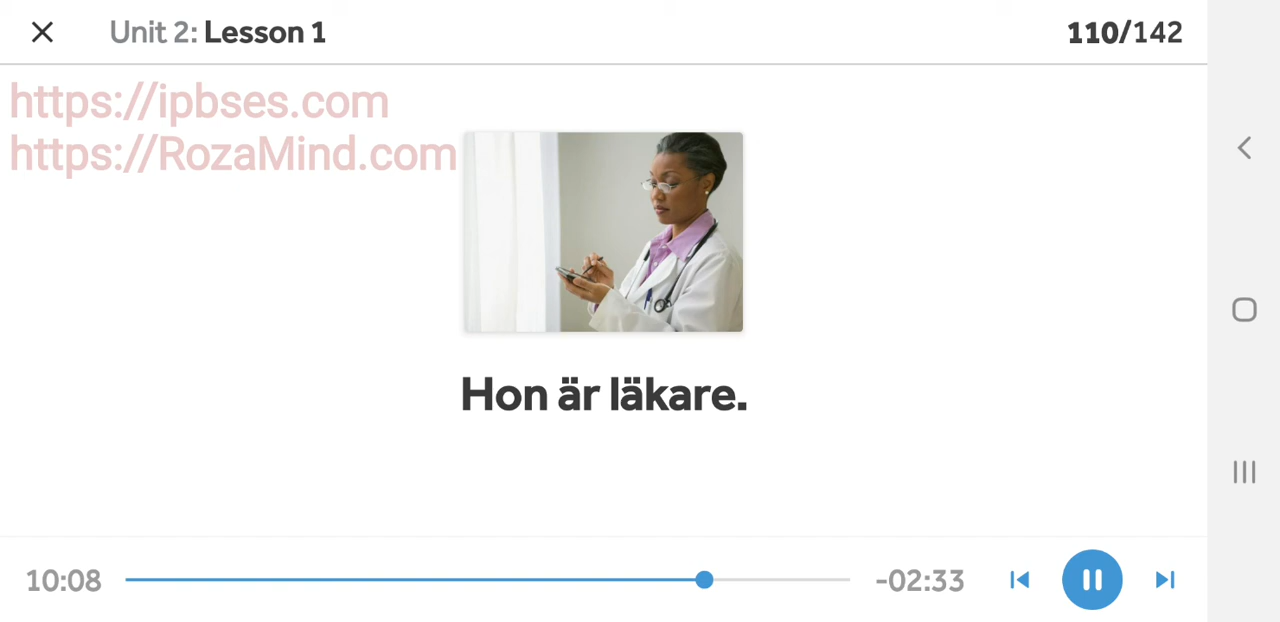 Unit 2: Lesson 1
110/142
https://ipbses.com
https://RozaMind.com
Hon är läkare.
10:08
-02:33